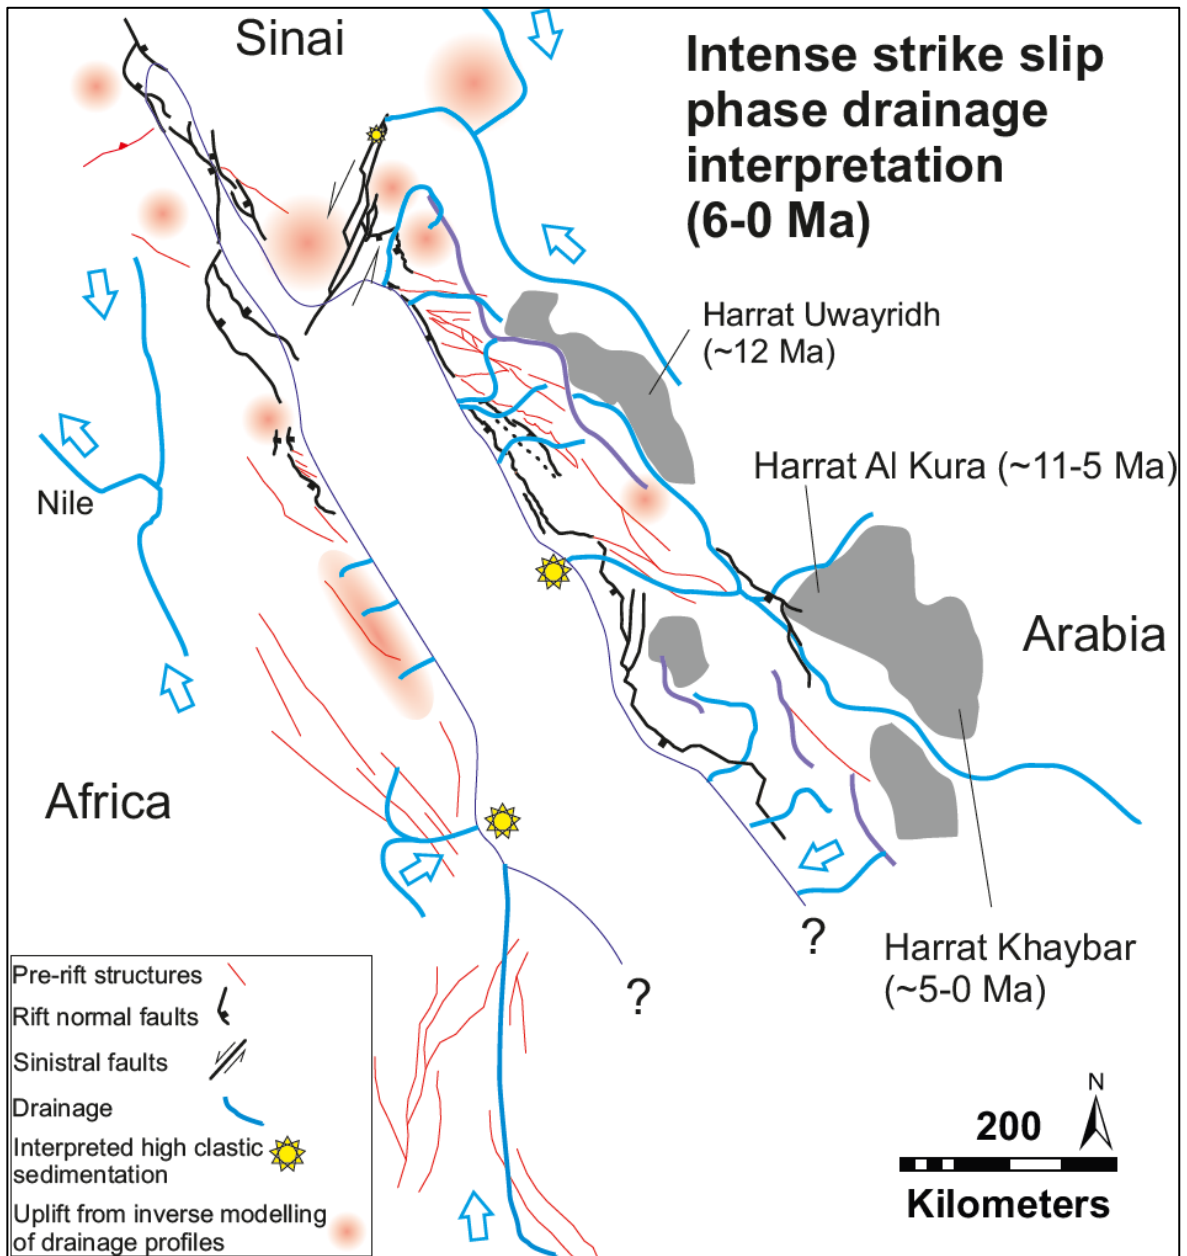 Sinai
Intense strike slip
phase drainage
interpretation
(6-0 Ma)
Harrat Uwayridh
(~12 Ma)
Harrat Al Kura (~11-5 Ma)
Nile
Arabia
Africa
?
Harrat Khaybar
(~5-0 Ma)
?
Pre-rift structures
Rift normal faults
Sinistral faults
Drainage
Interpreted high clastic
sedimentation
Uplift from inverse modelling
of drainage profiles
N
200
Kilometers